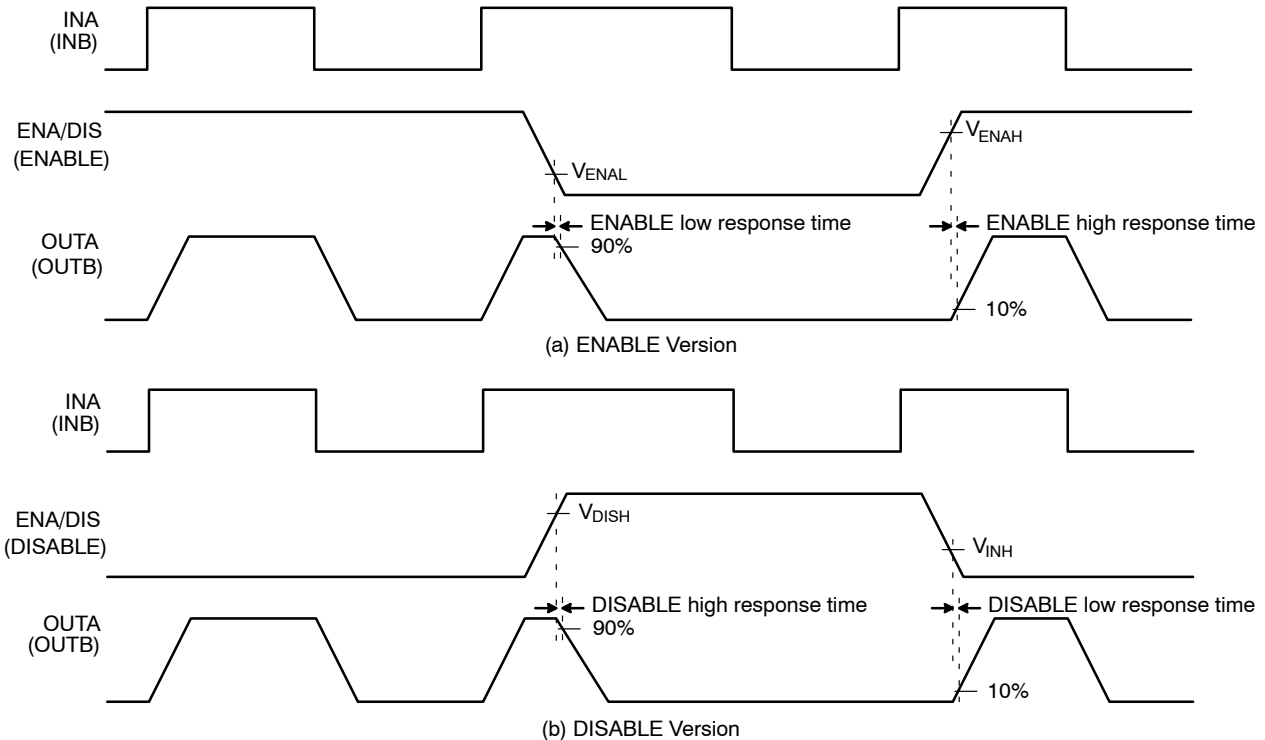 INA
(INB)
ENA/DIS
(ENABLE)
VENAL
VENAH
ENABLE low response time
ENABLE high response time
OUTA
(OUTB)
90%
10%
(a) ENABLE Version
INA
(INB)
ENA/DIS
(DISABLE)
VDISH
VINH
DISABLE high response time
DISABLE low response time
OUTA
(OUTB)
90%
10%
(b) DISABLE Version